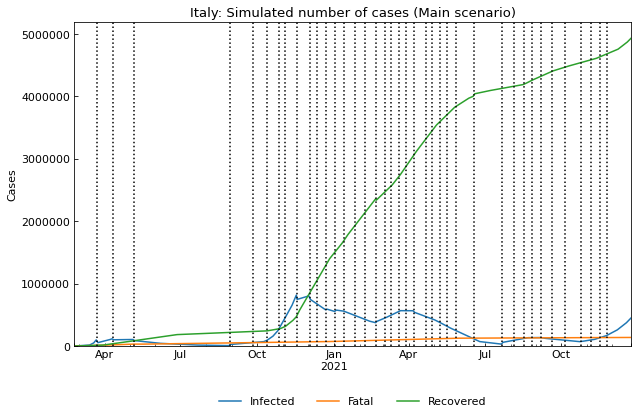 Italy: Simulated number of cases (Main scenario)
5000000
4000000
3000000
2000000
1000000
0
Cases
Apr Jul Oct Jan Apr Jul Oct
2021
Infected Fatal Recovered